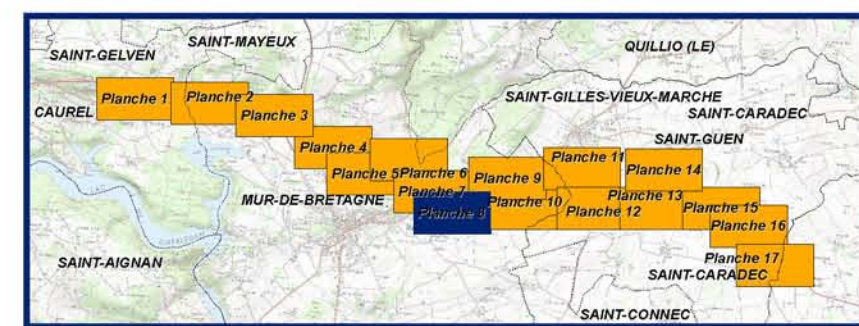 SAINT-GELVEN
SAINT-MAYEUX
QUILLIO (LE)
CAUREL
Planche 1
Planche 2
Planche 3
SAINT-GILLES-VIEUX-MARCHE
SAINT-CARADEC
SAINT-GUEN
Planche 4
Planche 5
Planche 6
Planche 7
Planche 8
Planche 9
Planche 10
Planche 11
Planche 12
Planche 13
Planche 14
Planche 15
Planche 16
Planche 17
MUR-DE-BRETAGNE
SAINT-AIGNAN
SAINT-CARADEC
SAINT-CONNEC